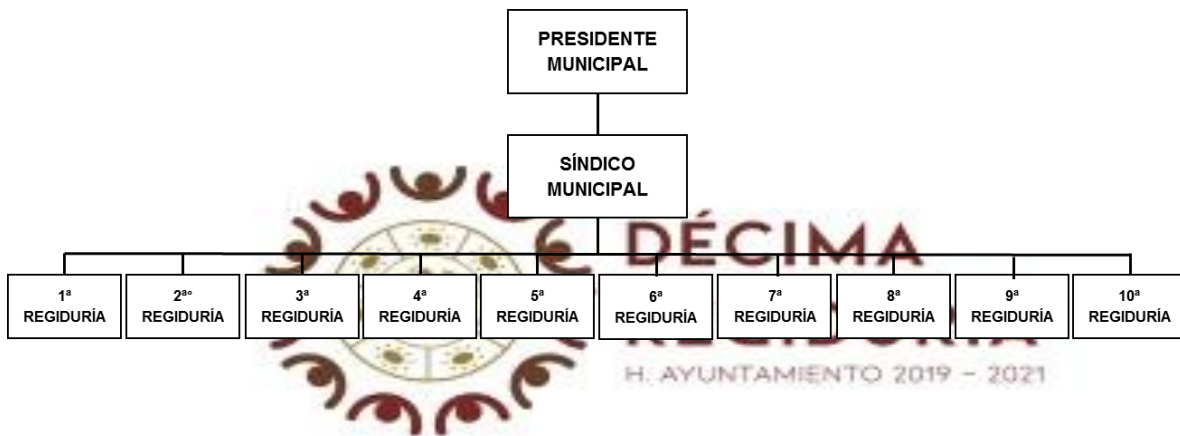 PRESIDENTE
MUNICIPAL
SÍNDICO
MUNICIPAL
DÉCIMA
1ª
REGIDURÍA
2ªº
REGIDURÍA
3ª
REGIDURÍA
4ª
REGIDURÍA
5ª
REGIDURÍA
6ª
REGIDURÍA
7ª
REGIDURÍA
8ª
REGIDURÍA
9ª
REGIDURÍA
10ª
REGIDURÍA
H. AYUNTAMIENTO 2019 - 2021